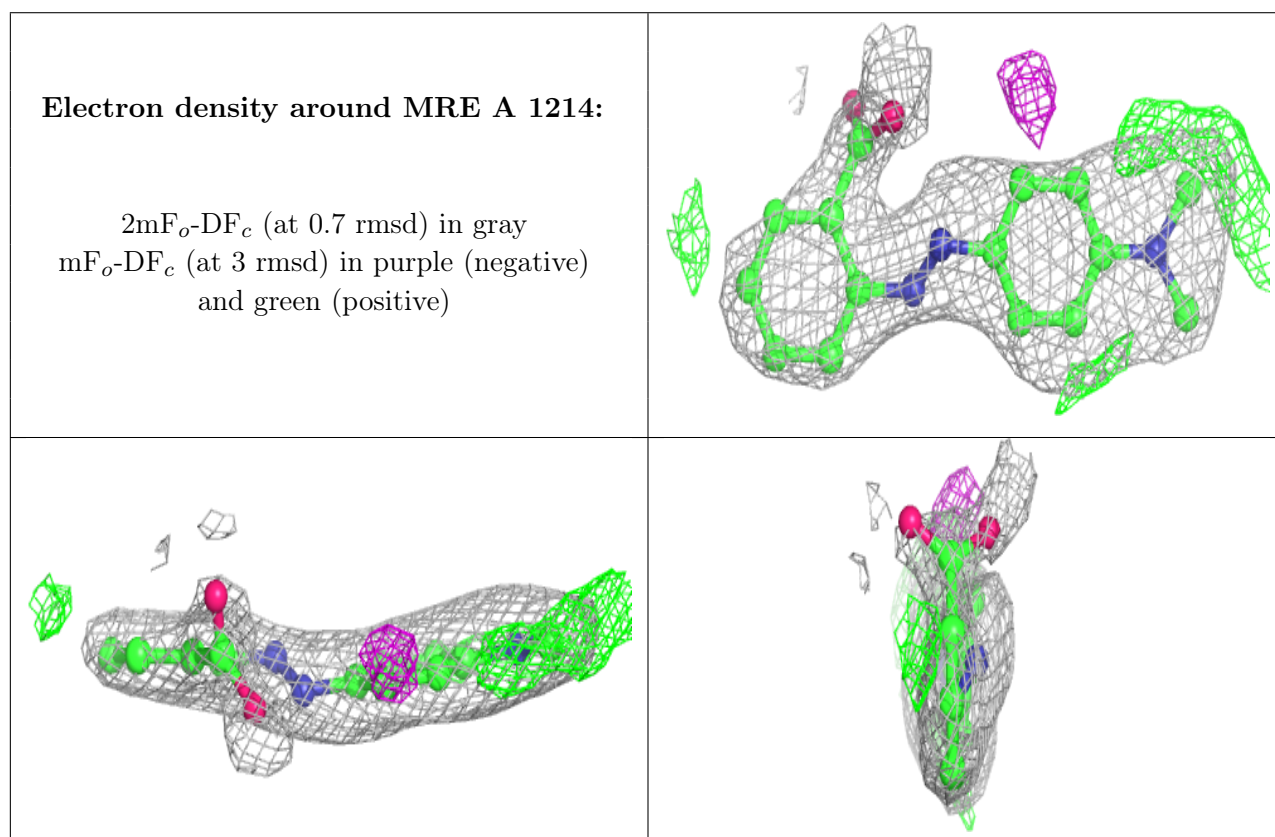 Electron density around MRE A 1214:
2mFo-DFc (at 0.7 rmsd) in gray
mFo-DFc (at 3 rmsd) in purple (negative)
and green (positive)